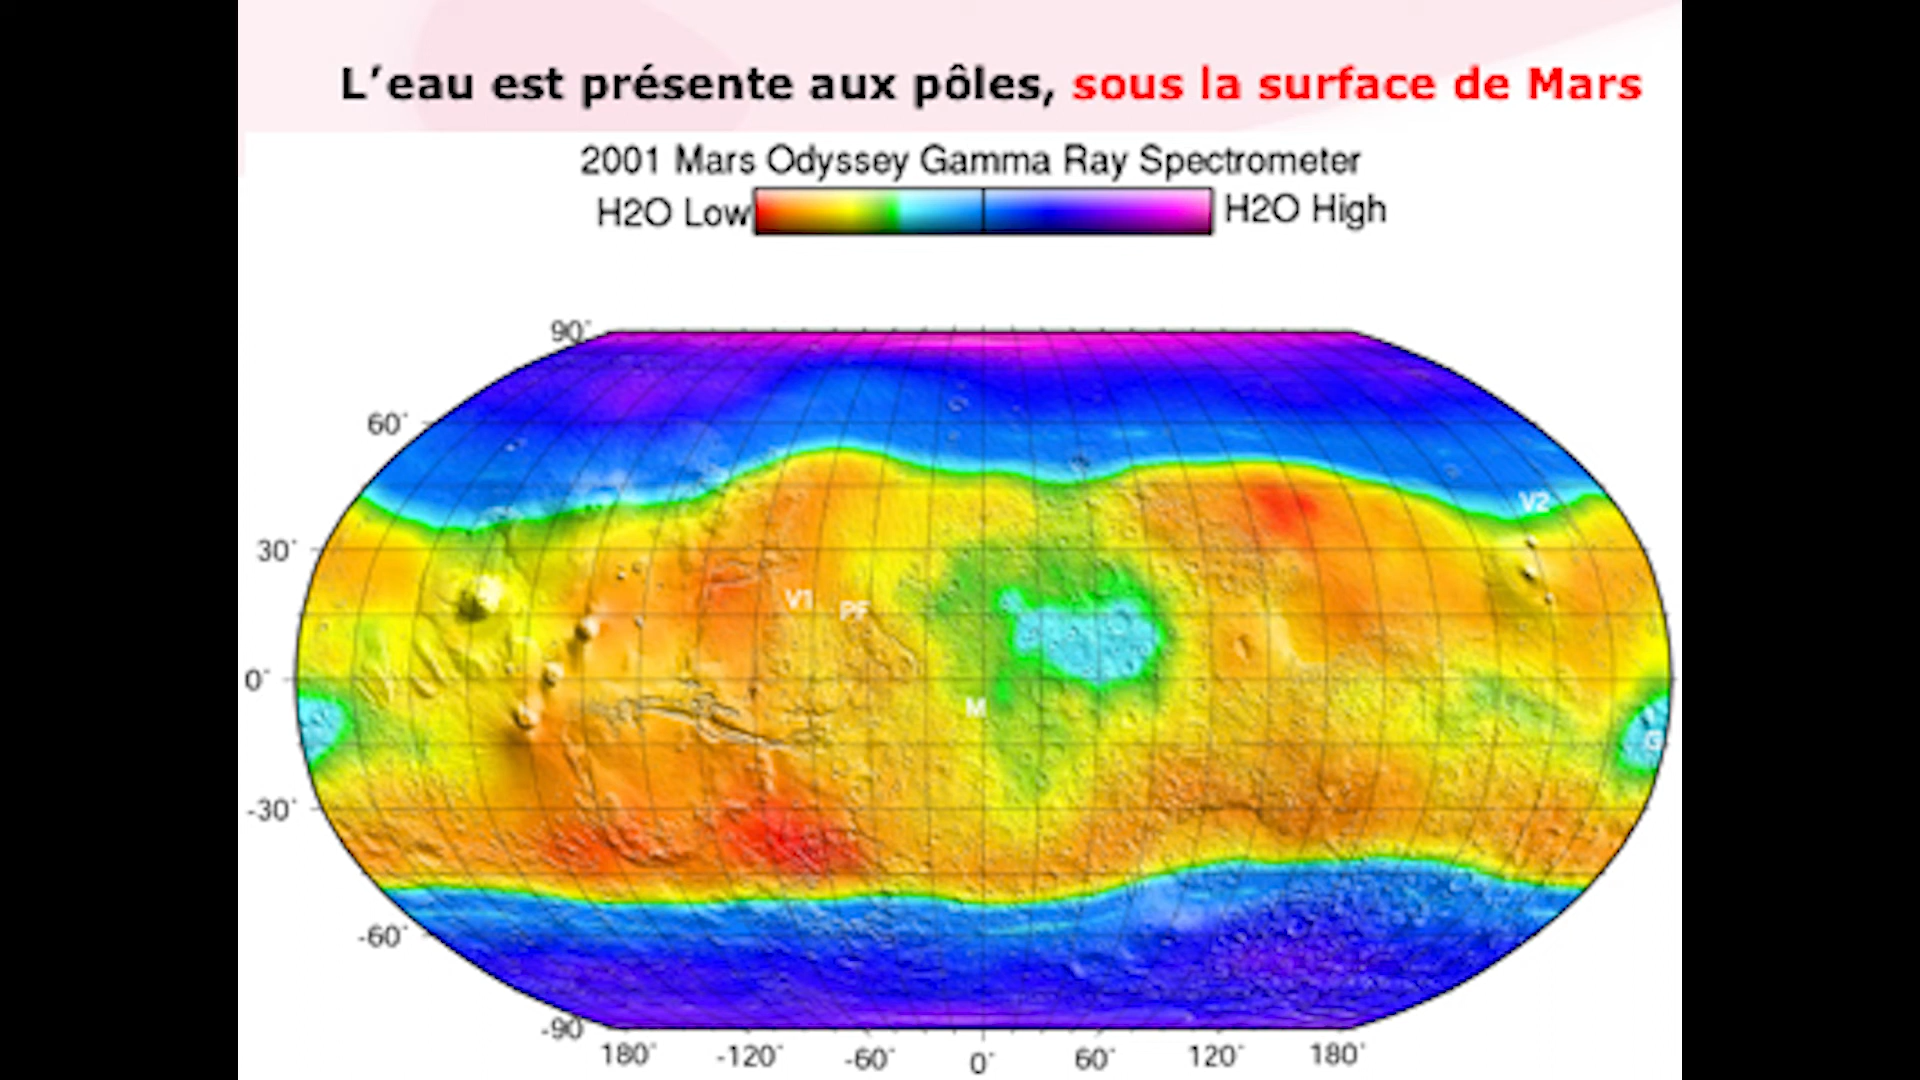 L’eau est présente aux pôles, sous la surface de Mars
2001 Mars Odyssey Gamma Ray Spectrometer
H2O Low H2O High
90°
60°
V2
30°
V1 PF
0°
M
G
-30°
-60°
-90°
180° -120° -60° 0° 60° 120° 180°